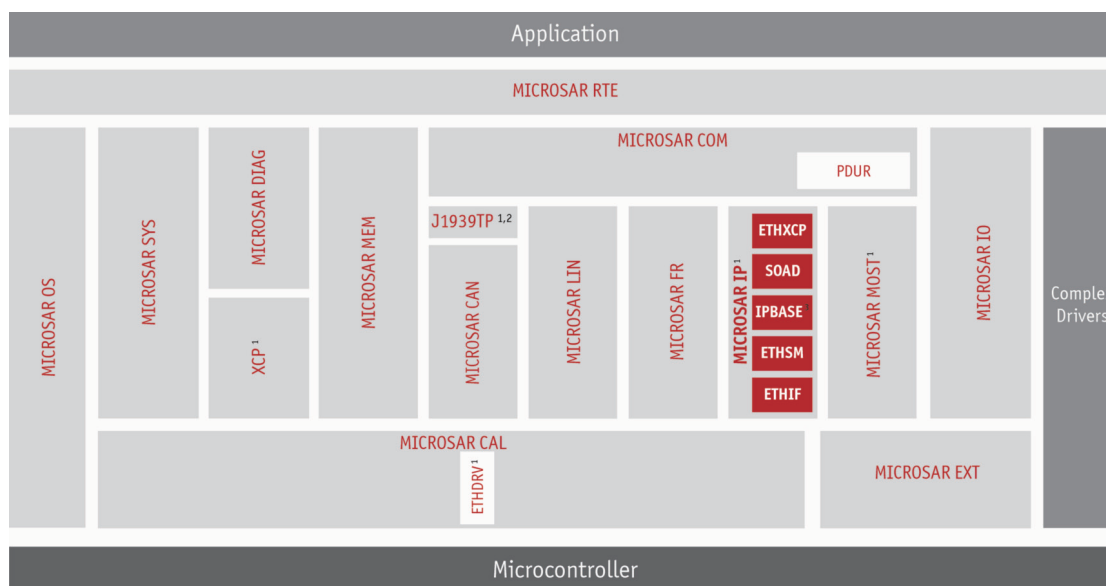 Application
MICROSAR RTE
MICROSAR OS
MICROSAR SYS
MICROSAR DIAG
XCP 1
MICROSAR MEM
MICROSAR COM
PDUR
J1939TP 1,2
MICROSAR CAN
MICROSAR LIN
MICROSAR FR
MICROSAR IP 1
ETHXCP
SOAD
IPBASE
ETHSM
ETHIF
MICROSAR MOST 1
MICROSAR IO
Comple
Drivers
MICROSAR CAL
ETHDRV 1
MICROSAR EXT
Microcontroller